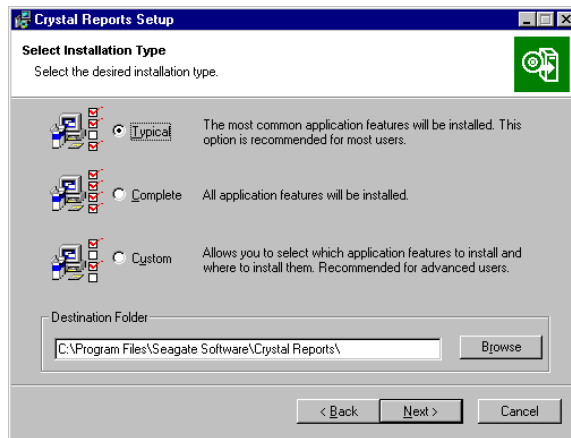 Crystal Reports Setup
Select Installation Type
Select the desired installation type.
Typical
The most common application features will be installed. This
option is recommended for most users.
Complete
All application features will be installed.
Custom
Allows you to select which application features to install and
where to install them. Recommended for advanced users.
Destination Folder
C:\Program Files\Seagate Software\Crystal Reports\
Browse
< Back
Next >
Cancel